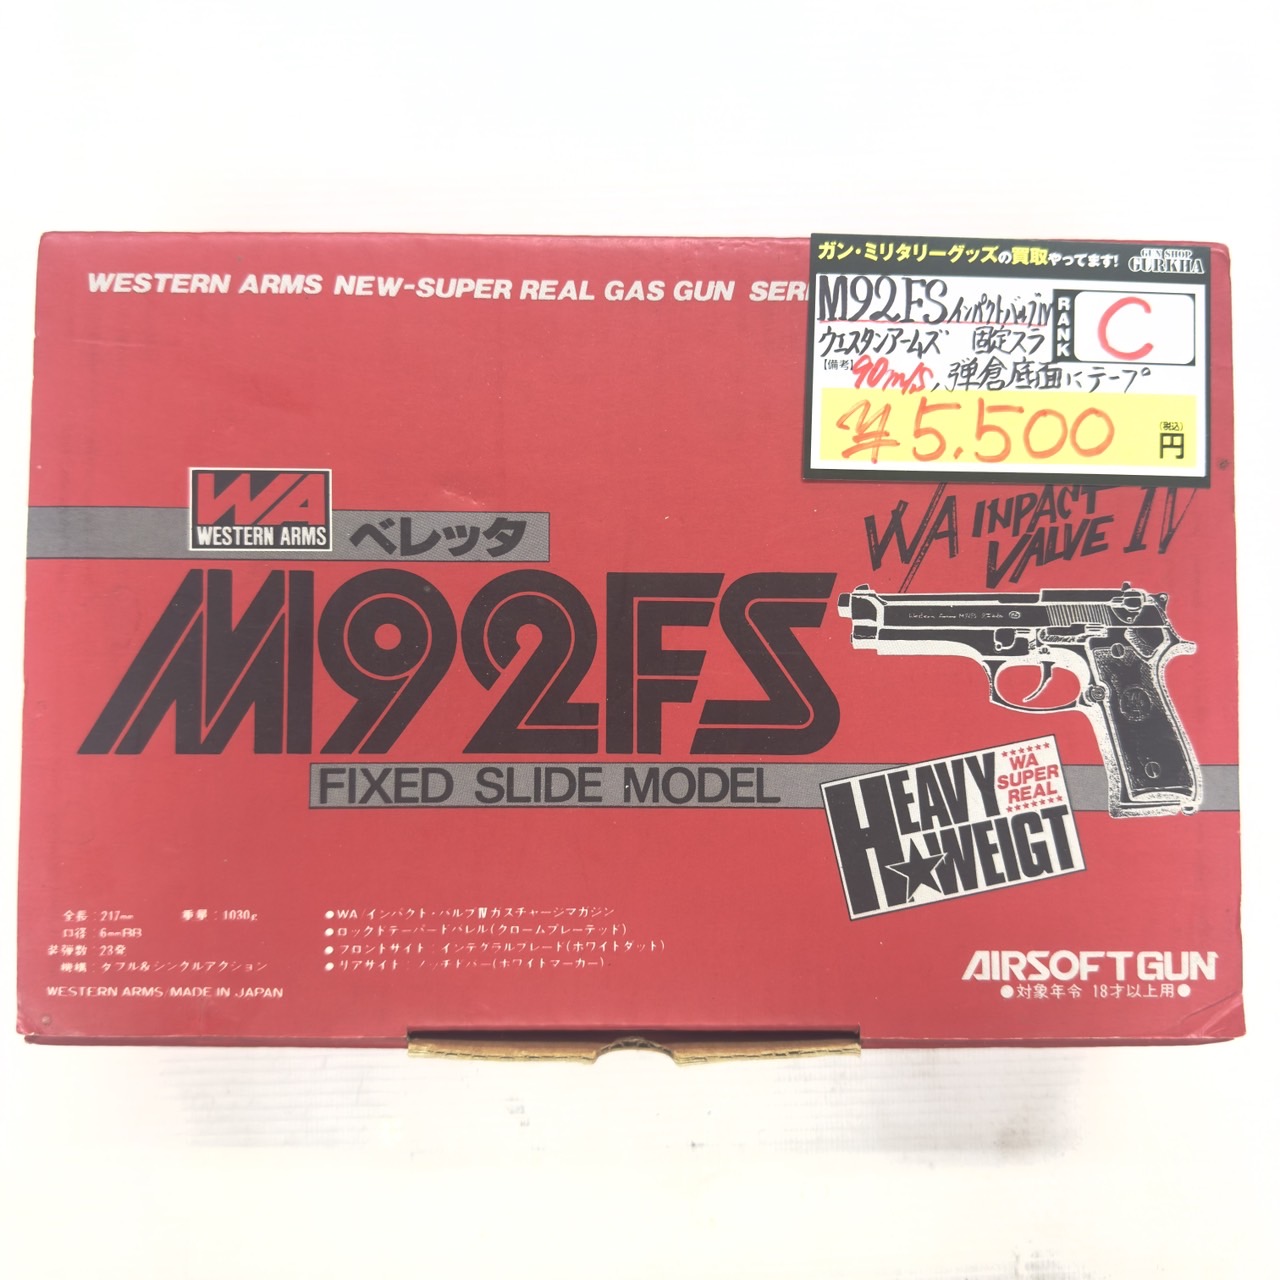 WESTERN ARMS NEW-SUPER REAL GAS GUN SERI
ガン・ミリタリーグッズの買取やってます!
GUN SHOP
GURKHA
M92FS インパクトバルブⅣ
ウエスタンアームズ 固定スラ
RANK
C
【備考】90m/s、弾倉底面にテープ
¥5,500
(税込)
円
WA INPACT
VALVE IV
WA
WESTERN ARMS
ベレッタ
M92FS
FIXED SLIDE MODEL
HEAVY
WEIGT
WA
SUPER
REAL
全長:217mm 重量:1030g
口径:6mmBB
装弾数:23発
機構:ダブル&シングルアクション
WESTERN ARMS/MADE IN JAPAN
●WA/インパクト・バルブⅣガスチャージマガジン
●ロックドテーパードバレル(クロームプレーテッド)
●フロントサイト:インテグラルブレード(ホワイトダット)
●リアサイト:ノッチドバー(ホワイトマーカー)
AIRSOFT GUN
●対象年令 18才以上用●